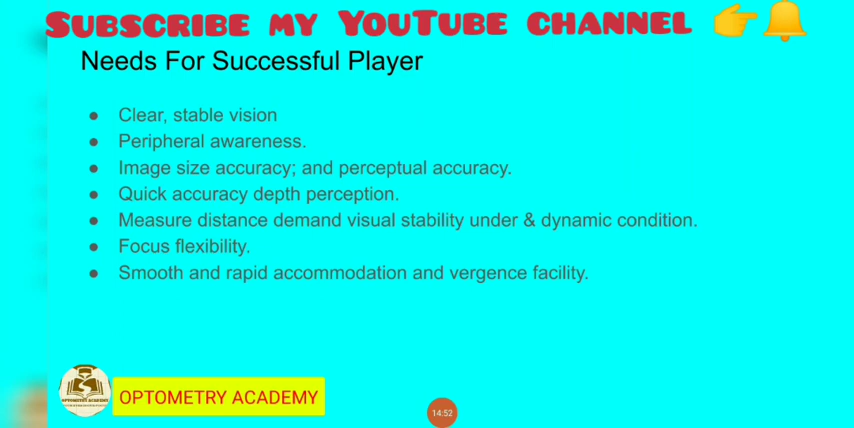 SUBSCRIBE MY YOUTUBE CHANNEL 👉🔔
Needs For Successful Player
● Clear, stable vision
● Peripheral awareness.
● Image size accuracy; and perceptual accuracy.
● Quick accuracy depth perception.
● Measure distance demand visual stability under & dynamic condition.
● Focus flexibility.
● Smooth and rapid accommodation and vergence facility.
OPTOMETRY ACADEMY
OPTOMETRY ACADEMY
14:52